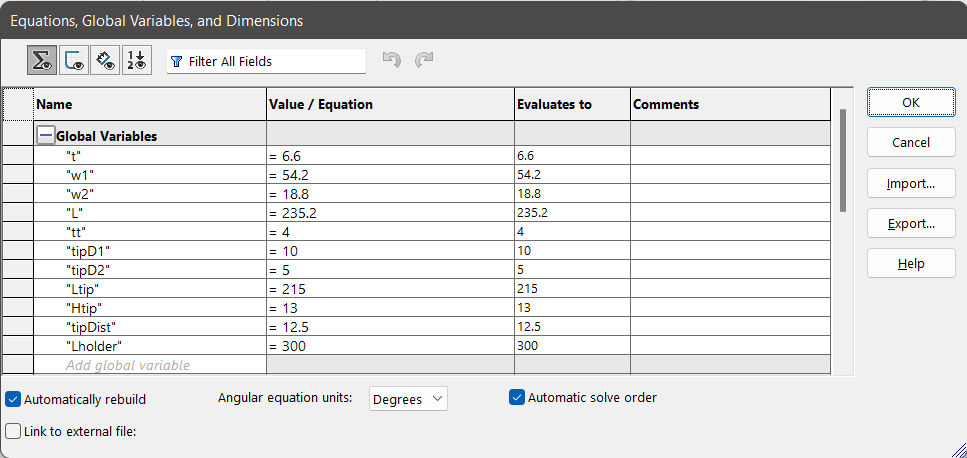 Equations, Global Variables, and Dimensions
Filter All Fields
Name Value / Equation Evaluates to Comments
Global Variables
"t" = 6.6 6.6
"w1" = 54.2 54.2
"w2" = 18.8 18.8
"L" = 235.2 235.2
"tt" = 4 4
"tipD1" = 10 10
"tipD2" = 5 5
"Ltip" = 215 215
"Htip" = 13 13
"tipDist" = 12.5 12.5
"Lholder" = 300 300
Add global variable
OK
Cancel
Import...
Export...
Help
Automatically rebuild Angular equation units: Degrees Automatic solve order
Link to external file: